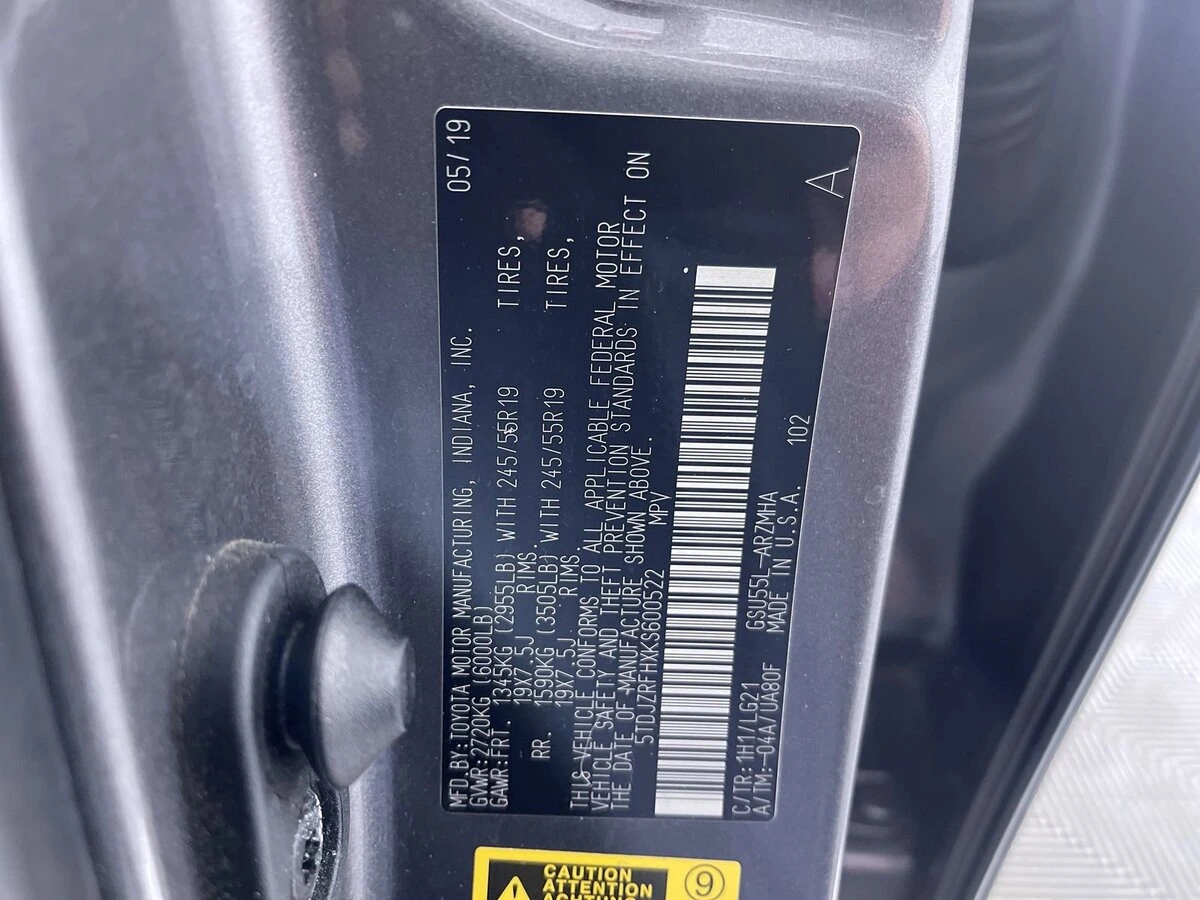 MFD.BY:TOYOTA MOTOR MANUFACTURING, INDIANA, INC. 05/19
GVWR:2720KG (6000LB)
GAWR:FRT. 1345KG (2955LB) WITH 245/55R19 TIRES,
19X7.5J RIMS.
RR. 1590KG (3505LB) WITH 245/55R19 TIRES,
19X7.5J RIMS.
THIS VEHICLE CONFORMS TO ALL APPLICABLE FEDERAL MOTOR
VEHICLE SAFETY AND THEFT PREVENTION STANDARDS IN EFFECT ON
THE DATE OF MANUFACTURE SHOWN ABOVE.
5TDJZRFHXKS600522 MPV
C/TR:1H1/LG21 GSU55L-ARZMHA 102
A/TM:-04A/UA80F MADE IN U.S.A.
A
CAUTION
ATTENTION
ACHTUNG
9